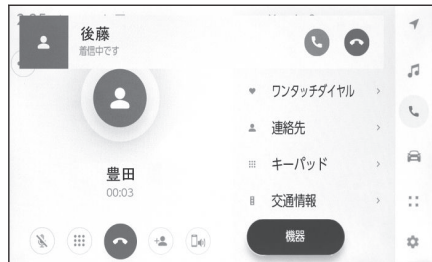 後藤
着信中です
豊田
00:03
ワンタッチダイヤル
連絡先
キーパッド
交通情報
機器